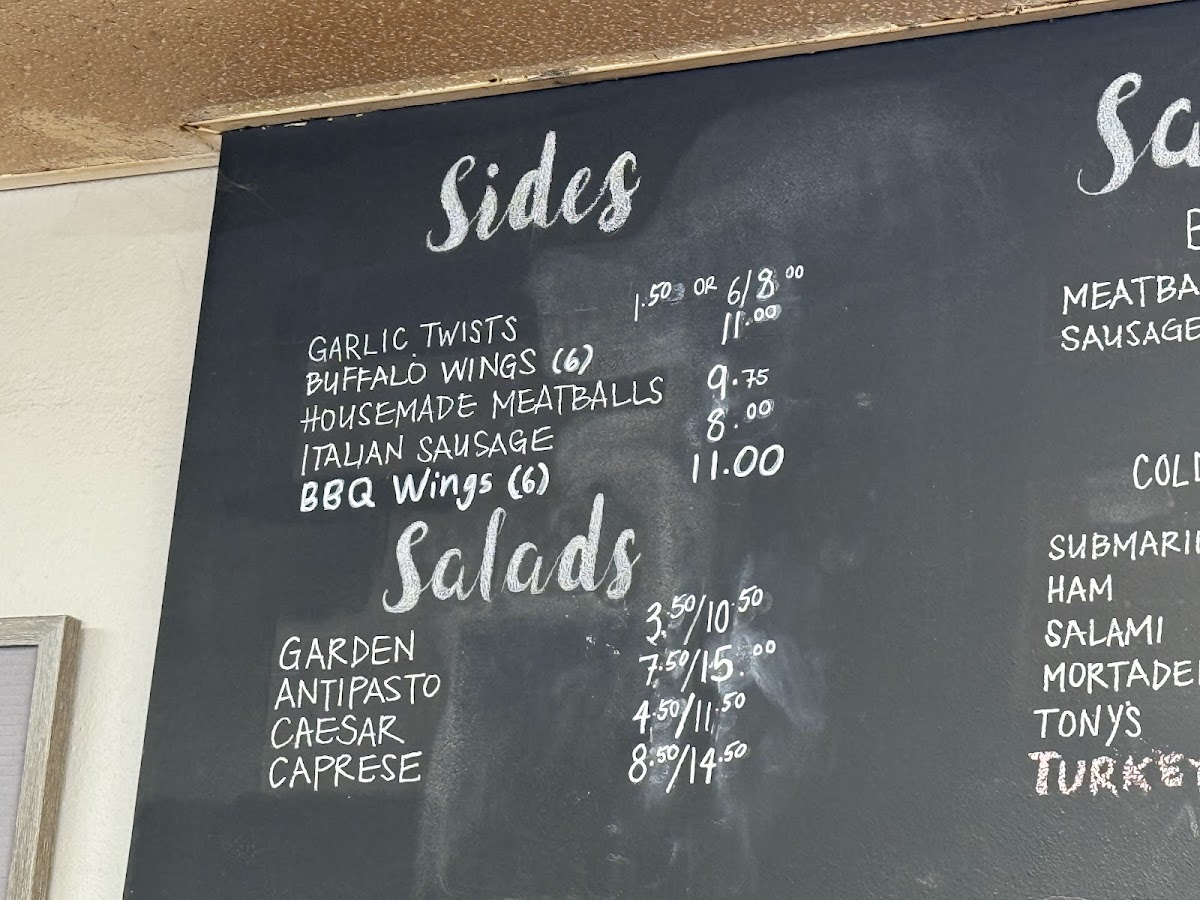 Sides
GARLIC TWISTS 1.50 OR 6/8.00
BUFFALO WINGS (6) 11.00
HOUSEMADE MEATBALLS 9.75
ITALIAN SAUSAGE 8.00
BBQ Wings (6) 11.00
Salads
GARDEN 3.50/10.50
ANTIPASTO 7.50/15.00
CAESAR 4.50/11.50
CAPRESE 8.50/14.50
Sa
MEATBA
SAUSAGE
COLD
SUBMARI
HAM
SALAMI
MORTADE
TONY'S
TURKEY